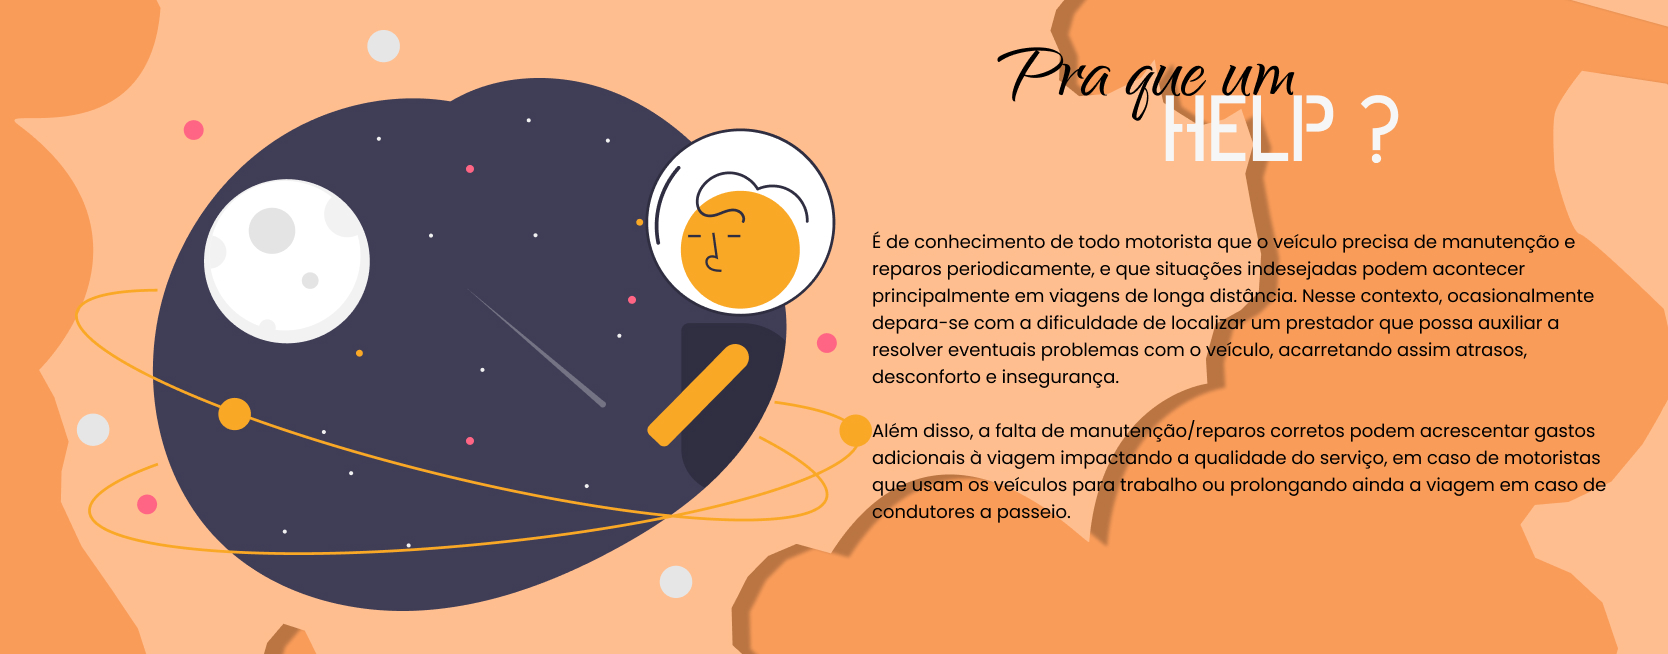 Pra que um
HELP ?
É de conhecimento de todo motorista que o veículo precisa de manutenção e
reparos periodicamente, e que situações indesejadas podem acontecer
principalmente em viagens de longa distância. Nesse contexto, ocasionalmente
depara-se com a dificuldade de localizar um prestador que possa auxiliar a
resolver eventuais problemas com o veículo, acarretando assim atrasos,
desconforto e insegurança.
Além disso, a falta de manutenção/reparos corretos podem acrescentar gastos
adicionais à viagem impactando a qualidade do serviço, em caso de motoristas
que usam os veículos para trabalho ou prolongando ainda a viagem em caso de
condutores a passeio.